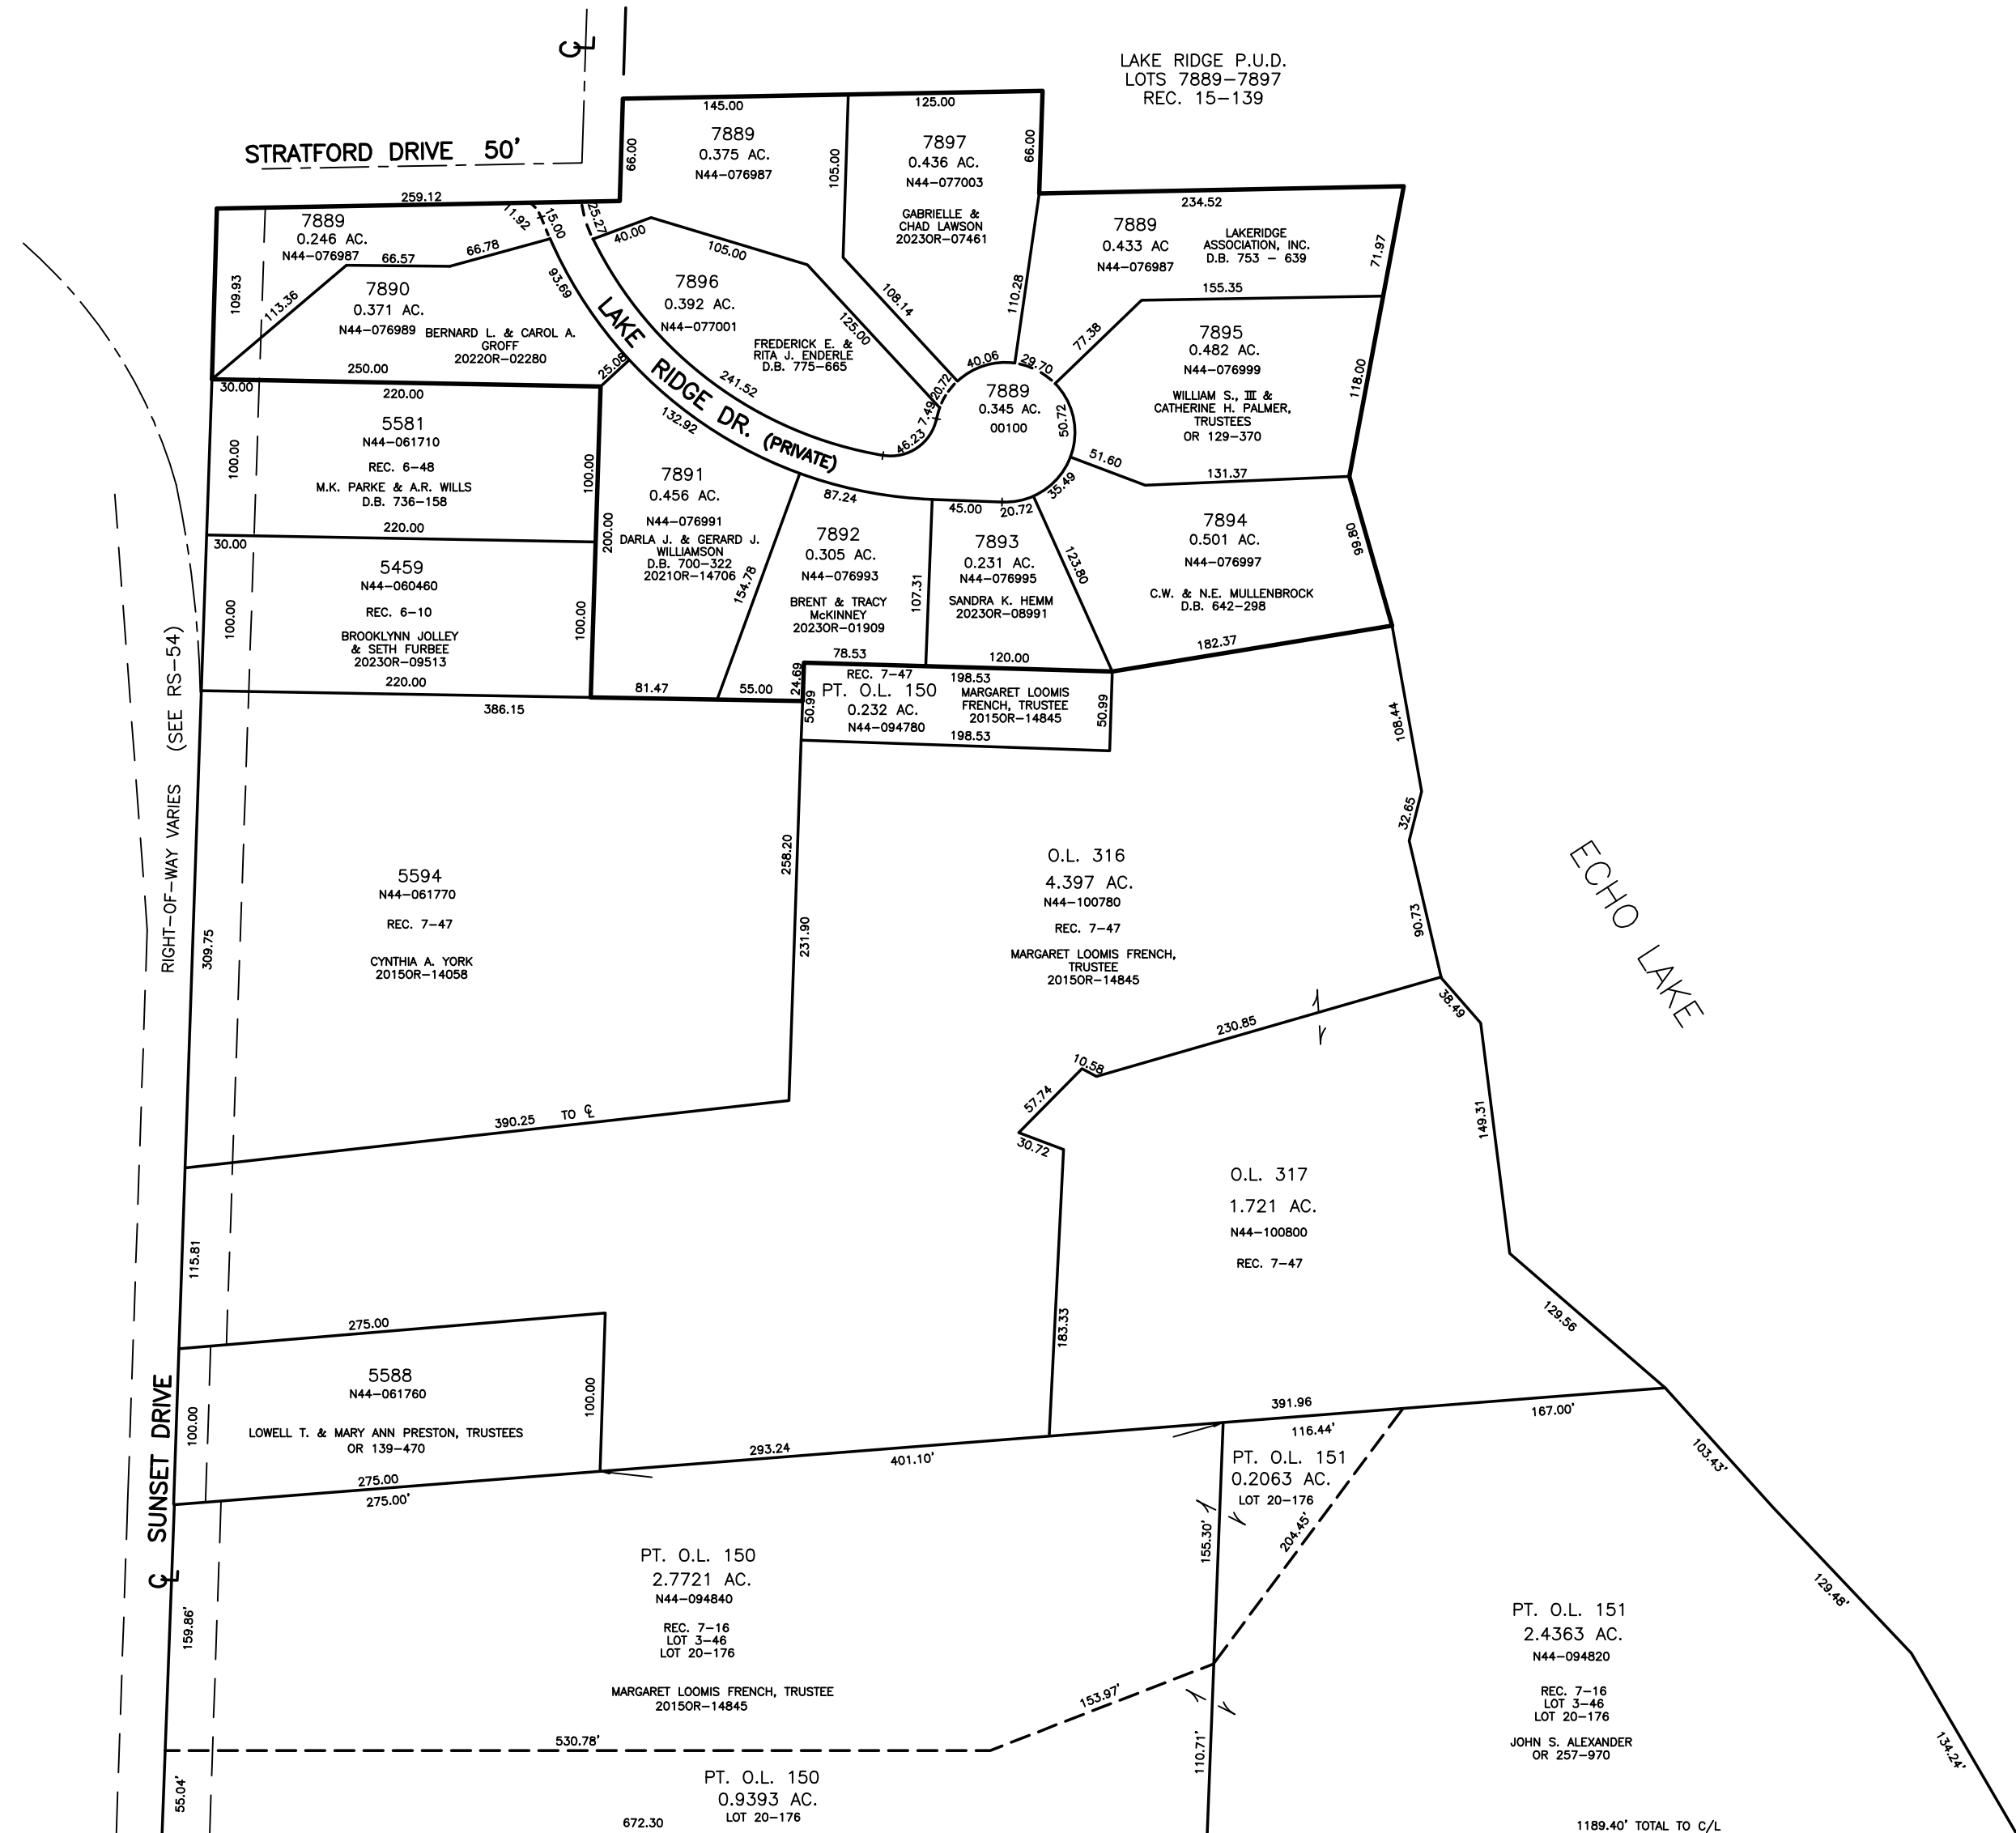 LAKE RIDGE P.U.D.
LOTS 7889-7897
REC. 15-139
℄
STRATFORD DRIVE 50'
259.12
145.00
125.00
66.00
7889
0.375 AC.
N44-076987
105.00
7897
0.436 AC.
N44-077003
GABRIELLE &
CHAD LAWSON
2023OR-07461
66.00
234.52
7889
0.433 AC
N44-076987
LAKERIDGE
ASSOCIATION, INC.
D.B. 753 - 639
71.97
7889
0.246 AC.
N44-076987
11.92
15.00
25.27
40.00
105.00
109.93
113.36
66.57
66.78
93.69
7890
0.371 AC.
N44-076989
BERNARD L. & CAROL A.
GROFF
2022OR-02280
250.00
25.08
7896
0.392 AC.
N44-077001
FREDERICK E. &
RITA J. ENDERLE
D.B. 775-665
125.00
108.14
110.28
155.35
77.38
7895
0.482 AC.
N44-076999
WILLIAM S., III &
CATHERINE H. PALMER,
TRUSTEES
OR 129-370
118.00
LAKE RIDGE DR. (PRIVATE)
241.52
132.92
46.23
7.49
20.72
40.06
29.70
7889
0.345 AC.
00100
50.72
51.60
131.37
35.49
30.00
220.00
5581
N44-061710
REC. 6-48
M.K. PARKE & A.R. WILLS
D.B. 736-158
100.00
100.00
220.00
30.00
5459
N44-060460
REC. 6-10
BROOKLYNN JOLLEY
& SETH FURBEE
2023OR-09513
100.00
100.00
200.00
220.00
7891
0.456 AC.
N44-076991
DARLA J. & GERARD J.
WILLIAMSON
D.B. 700-322
2021OR-14706
154.78
81.47
55.00
87.24
45.00
20.72
7892
0.305 AC.
N44-076993
BRENT & TRACY
McKINNEY
2023OR-01909
107.31
78.53
24.69
7893
0.231 AC.
N44-076995
SANDRA K. HEMM
2023OR-08991
120.00
123.80
7894
0.501 AC.
N44-076997
C.W. & N.E. MULLENBROCK
D.B. 642-298
98.60
182.37
REC. 7-47
198.53
PT. O.L. 150
0.232 AC.
N44-094780
MARGARET LOOMIS
FRENCH, TRUSTEE
2015OR-14845
50.99
50.99
198.53
386.15
RIGHT-OF-WAY VARIES (SEE RS-54)
309.75
5594
N44-061770
REC. 7-47
CYNTHIA A. YORK
2015OR-14058
258.20
231.90
390.25 TO ℄
O.L. 316
4.397 AC.
N44-100780
REC. 7-47
MARGARET LOOMIS FRENCH,
TRUSTEE
2015OR-14845
108.44
32.65
90.73
ECHO LAKE
38.49
230.85
10.58
57.74
30.72
149.31
O.L. 317
1.721 AC.
N44-100800
REC. 7-47
183.33
129.56
115.81
275.00
5588
N44-061760
LOWELL T. & MARY ANN PRESTON, TRUSTEES
OR 139-470
100.00
100.00
275.00
275.00'
℄ SUNSET DRIVE
293.24
401.10'
391.96
116.44'
167.00'
PT. O.L. 151
0.2063 AC.
LOT 20-176
155.30'
204.45'
103.43'
129.48'
134.24'
PT. O.L. 150
2.7721 AC.
N44-094840
REC. 7-16
LOT 3-46
LOT 20-176
MARGARET LOOMIS FRENCH, TRUSTEE
2015OR-14845
159.86'
530.78'
153.97'
110.71'
PT. O.L. 151
2.4363 AC.
N44-094820
REC. 7-16
LOT 3-46
LOT 20-176
JOHN S. ALEXANDER
OR 257-970
55.04'
PT. O.L. 150
0.9393 AC.
LOT 20-176
672.30
1189.40' TOTAL TO C/L